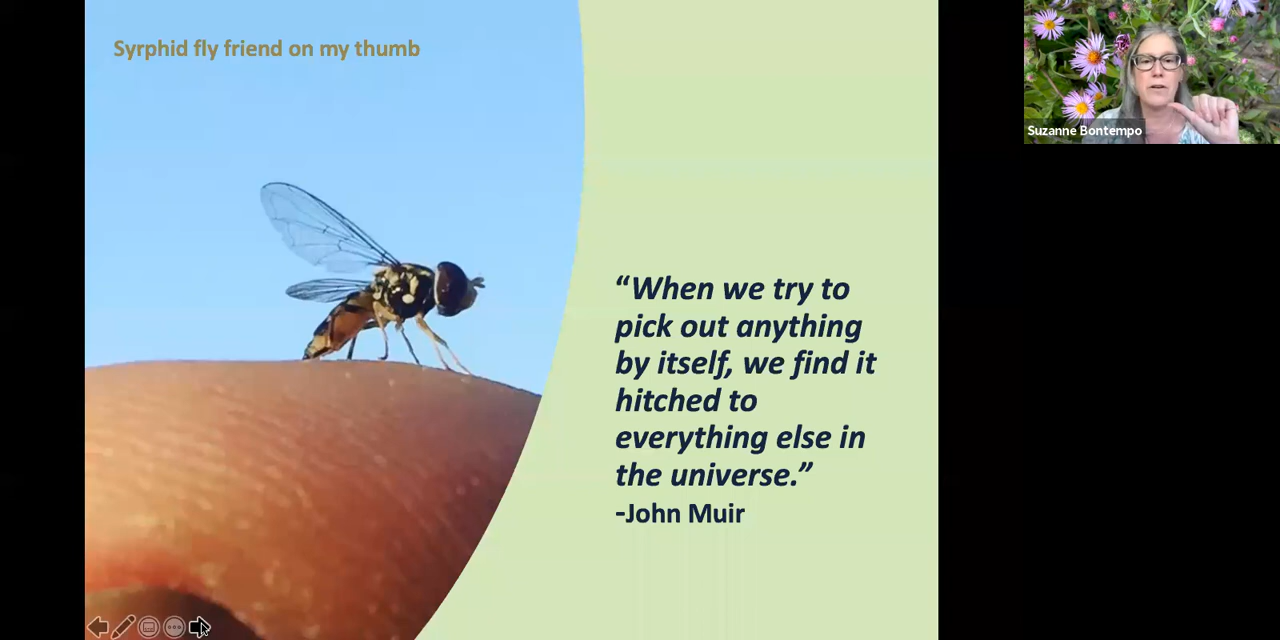 Syrphid fly friend on my thumb
Suzanne Bontempo
“When we try to
pick out anything
by itself, we find it
hitched to
everything else in
the universe.”
-John Muir